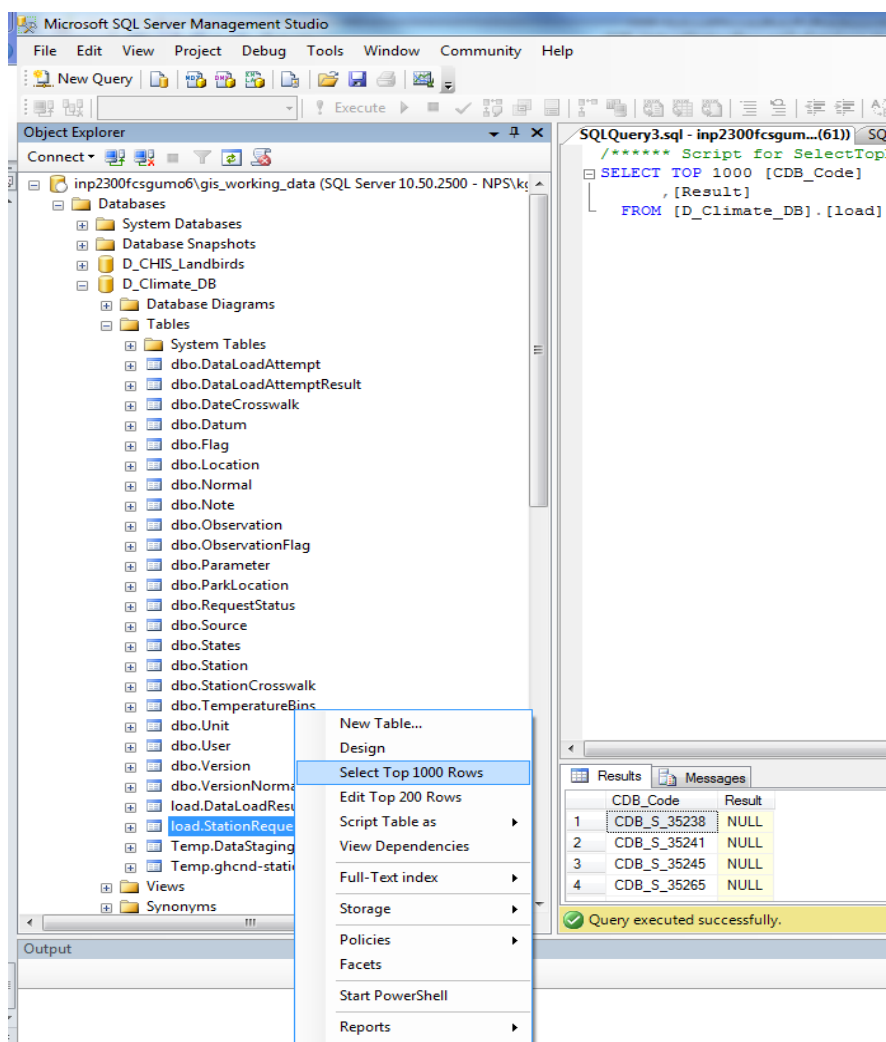 Microsoft SQL Server Management Studio
File Edit View Project Debug Tools Window Community Help
New Query
Execute
Object Explorer
Connect
inp2300fcsgumo6\gis_working_data (SQL Server 10.50.2500 - NPS\k
Databases
System Databases
Database Snapshots
D_CHIS_Landbirds
D_Climate_DB
Database Diagrams
Tables
System Tables
dbo.DataLoadAttempt
dbo.DataLoadAttemptResult
dbo.DateCrosswalk
dbo.Datum
dbo.Flag
dbo.Location
dbo.Normal
dbo.Note
dbo.Observation
dbo.ObservationFlag
dbo.Parameter
dbo.ParkLocation
dbo.RequestStatus
dbo.Source
dbo.States
dbo.Station
dbo.StationCrosswalk
dbo.TemperatureBins
dbo.Unit
dbo.User
dbo.Version
dbo.VersionNorma
load.DataLoadResu
load.StationReque
Temp.DataStaging
Temp.ghcnd-stati
Views
Synonyms
New Table...
Design
Select Top 1000 Rows
Edit Top 200 Rows
Script Table as
View Dependencies
Full-Text index
Storage
Policies
Facets
Start PowerShell
Reports
SQLQuery3.sql - inp2300fcsgum...(61)) SQ
/****** Script for SelectTop
SELECT TOP 1000 [CDB_Code]
,[Result]
FROM [D_Climate_DB].[load]
Results Messages
CDB_Code Result
1 CDB_S_35238 NULL
2 CDB_S_35241 NULL
3 CDB_S_35245 NULL
4 CDB_S_35265 NULL
Query executed successfully.
Output